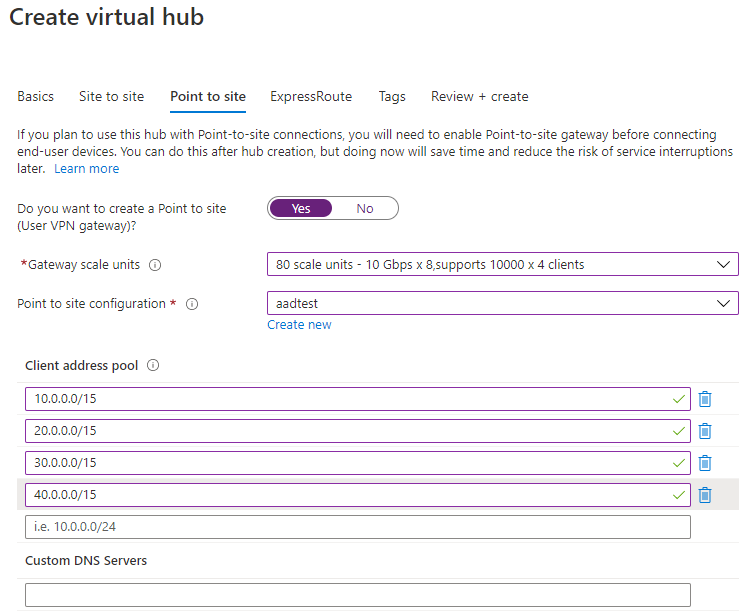 Create virtual hub
Basics Site to site Point to site ExpressRoute Tags Review + create
If you plan to use this hub with Point-to-site connections, you will need to enable Point-to-site gateway before connecting
end-user devices. You can do this after hub creation, but doing now will save time and reduce the risk of service interruptions
later. Learn more
Do you want to create a Point to site
(User VPN gateway)?
Yes No
*Gateway scale units
80 scale units - 10 Gbps x 8,supports 10000 x 4 clients
Point to site configuration *
aadtest
Create new
Client address pool
10.0.0.0/15
20.0.0.0/15
30.0.0.0/15
40.0.0.0/15
i.e. 10.0.0.0/24
Custom DNS Servers